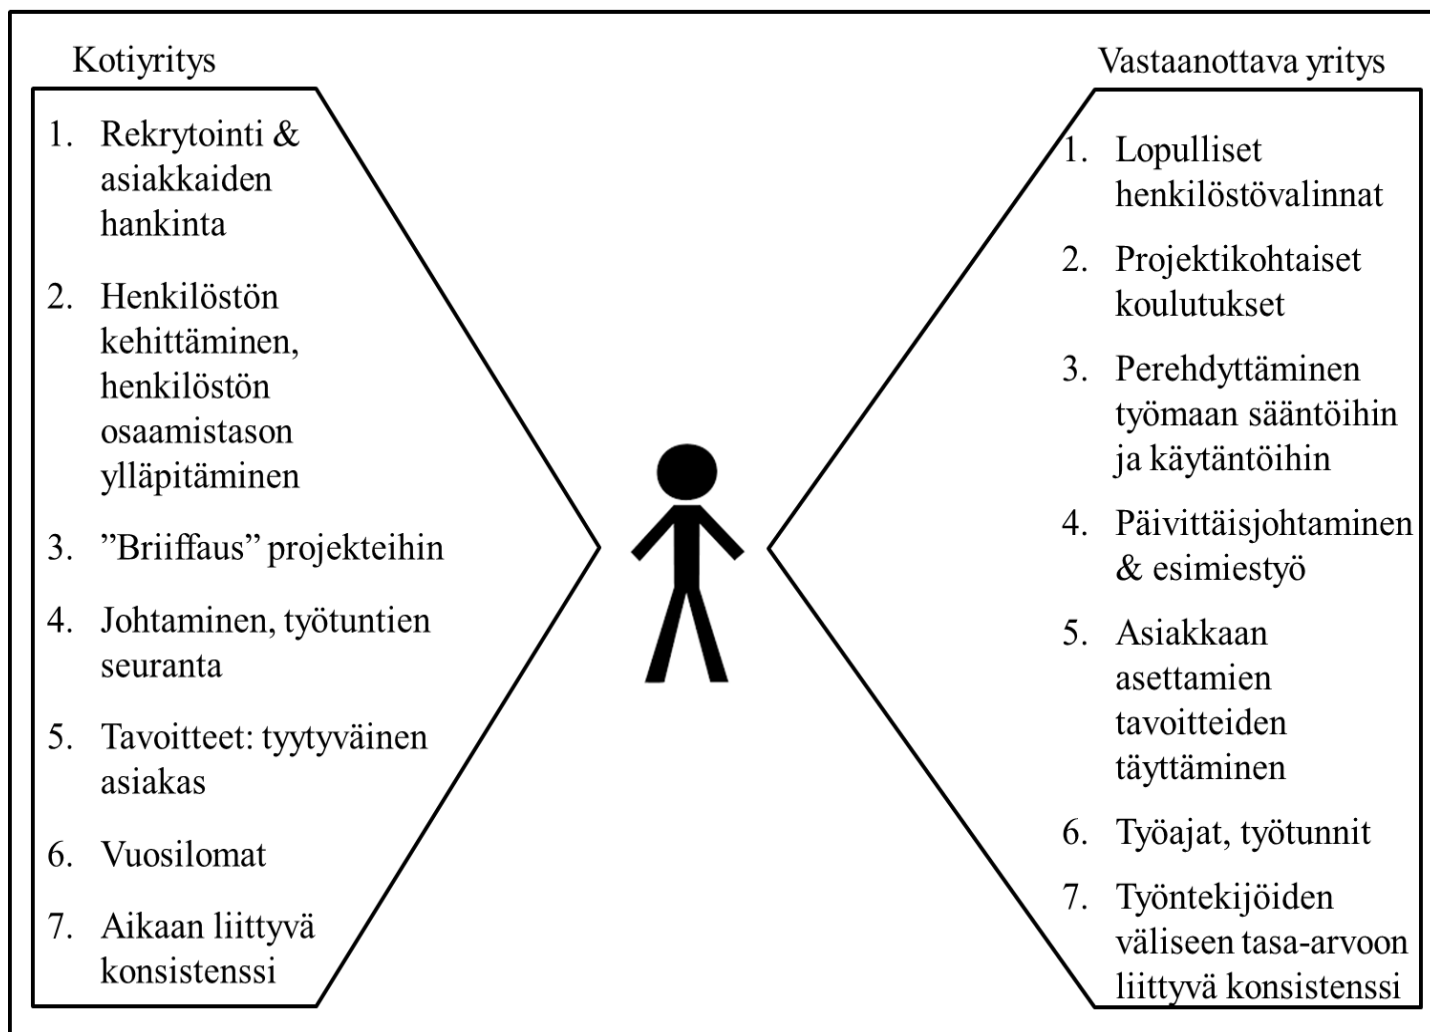 Kotiyritys
1. Rekrytointi &
asiakkaiden
hankinta
2. Henkilöstön
kehittäminen,
henkilöstön
osaamistason
ylläpitäminen
3. ”Briiffaus” projekteihin
4. Johtaminen, työtuntien
seuranta
5. Tavoitteet: tyytyväinen
asiakas
6. Vuosilomat
7. Aikaan liittyvä
konsistenssi
Vastaanottava yritys
1. Lopulliset
henkilöstövalinnat
2. Projektikohtaiset
koulutukset
3. Perehdyttäminen
työmaan sääntöihin
ja käytäntöihin
4. Päivittäisjohtaminen
& esimiestyö
5. Asiakkaan
asettamien
tavoitteiden
täyttäminen
6. Työajat, työtunnit
7. Työntekijöiden
väliseen tasa-arvoon
liittyvä konsistenssi